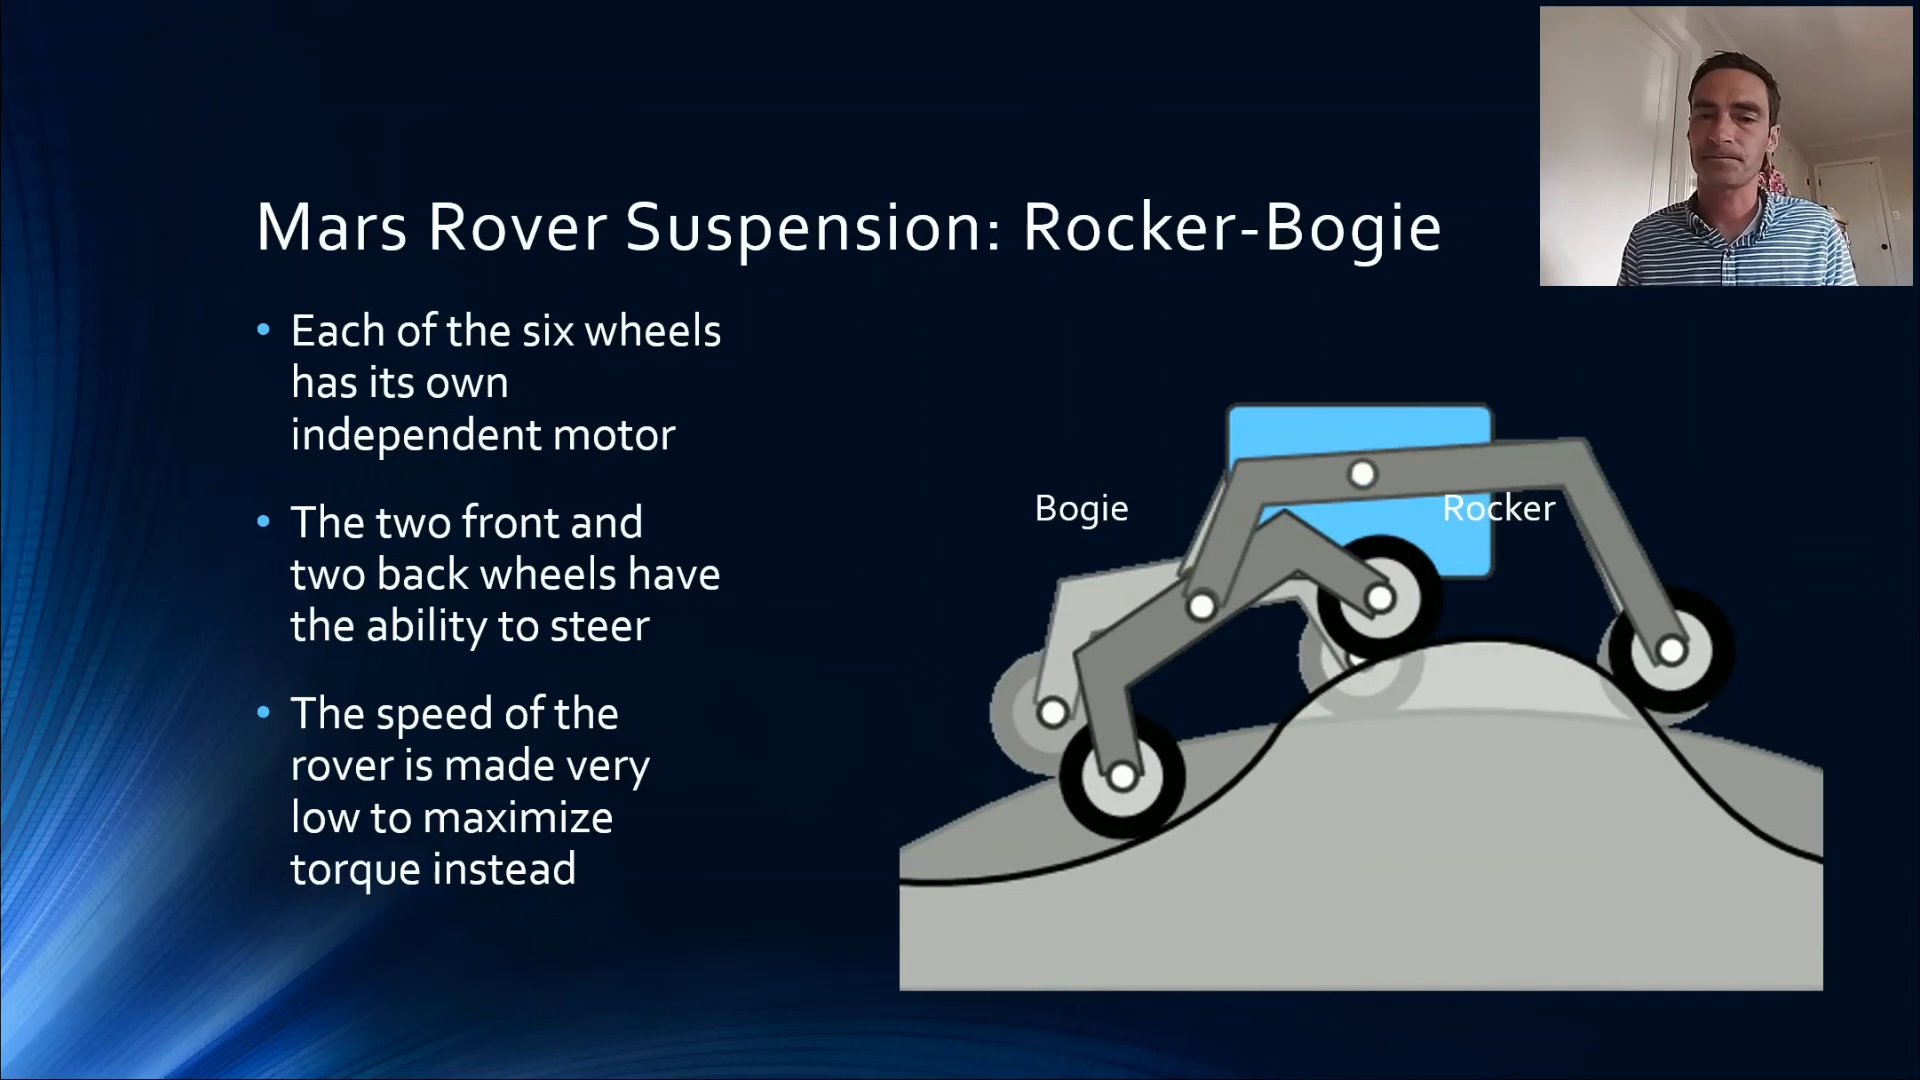 Mars Rover Suspension: Rocker-Bogie
• Each of the six wheels
has its own
independent motor
• The two front and
two back wheels have
the ability to steer
• The speed of the
rover is made very
low to maximize
torque instead
Bogie
Rocker